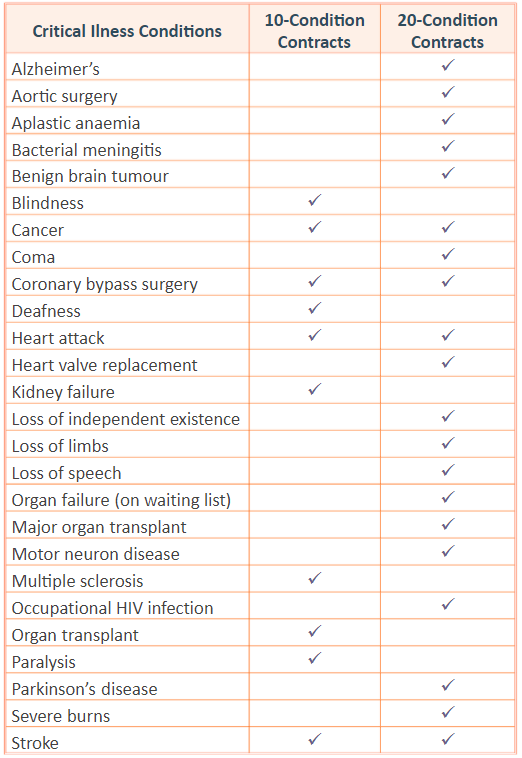 Critical Ilness Conditions 10-Condition Contracts 20-Condition Contracts
Alzheimer's ✓
Aortic surgery ✓
Aplastic anaemia ✓
Bacterial meningitis ✓
Benign brain tumour ✓
Blindness ✓
Cancer ✓ ✓
Coma ✓
Coronary bypass surgery ✓ ✓
Deafness ✓
Heart attack ✓ ✓
Heart valve replacement ✓
Kidney failure ✓
Loss of independent existence ✓
Loss of limbs ✓
Loss of speech ✓
Organ failure (on waiting list) ✓
Major organ transplant ✓
Motor neuron disease ✓
Multiple sclerosis ✓
Occupational HIV infection ✓
Organ transplant ✓
Paralysis ✓
Parkinson's disease ✓
Severe burns ✓
Stroke ✓ ✓